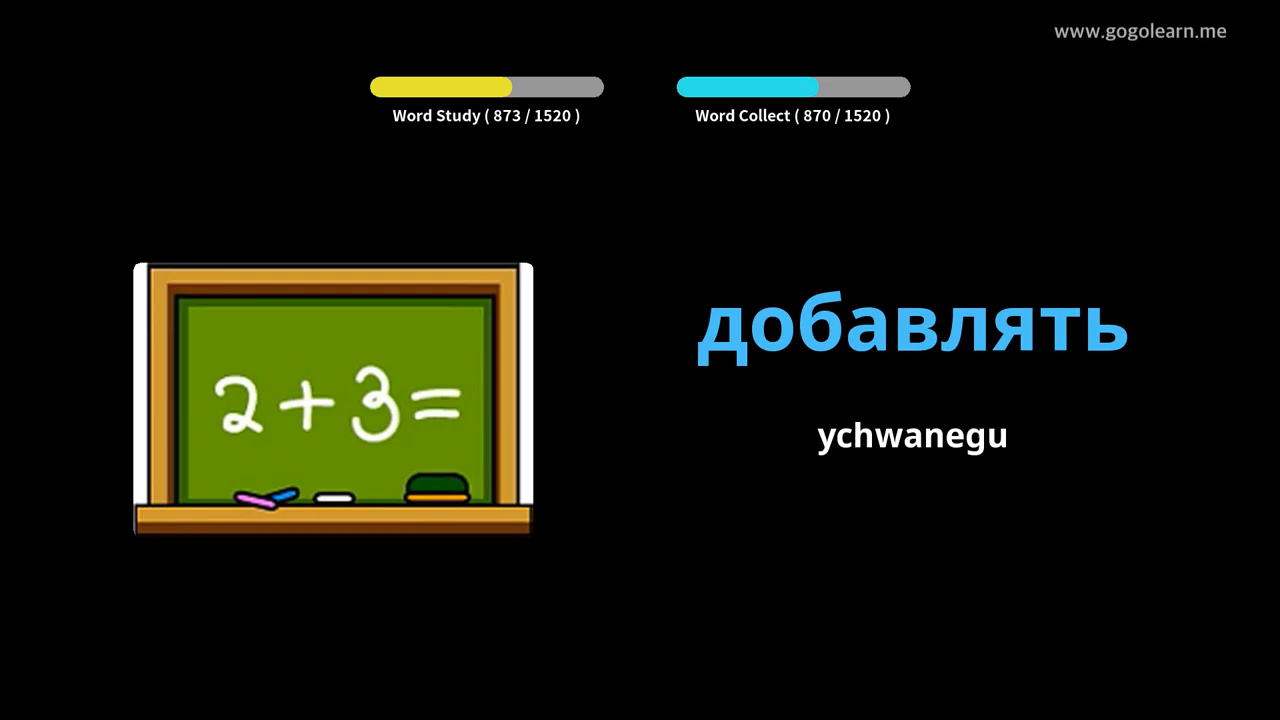 www.gogolearn.me
Word Study ( 873 / 1520 )
Word Collect ( 870 / 1520 )
2+3=
добавлять
ychwanegu